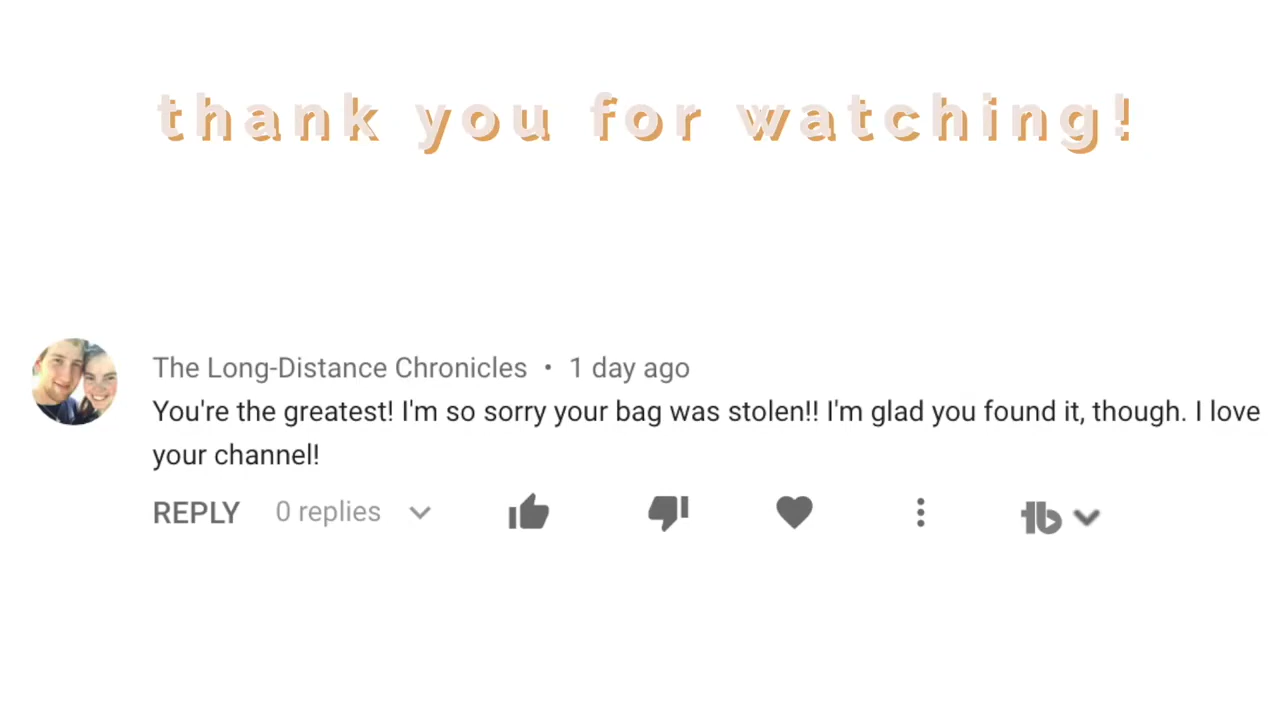 thank you for watching!
The Long-Distance Chronicles • 1 day ago
You're the greatest! I'm so sorry your bag was stolen!! I'm glad you found it, though. I love
your channel!
REPLY 0 replies tb